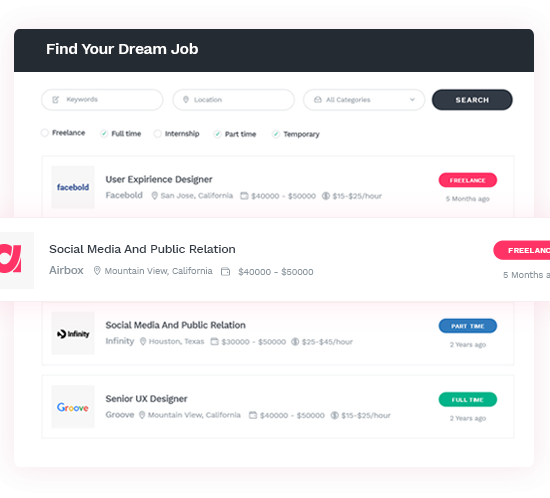 Find Your Dream Job
Keywords
Location
All Categories
SEARCH
Freelance
Full time
Internship
Part time
Temporary
facebold
User Expirience Designer
FREELANCE
Facebold San Jose, California $40000 - $50000 $15-$25/hour
5 Months ago
Social Media And Public Relation
FREELANC
Airbox Mountain View, California $40000 - $50000
5 Months a
Infinity
Social Media And Public Relation
PART TIME
Infinity Houston, Texas $30000 - $50000 $25-$45/hour
2 Years ago
Groove
Senior UX Designer
FULL TIME
Groove Mountain View, California $40000 - $50000 $15-$25/hour
2 Years ago